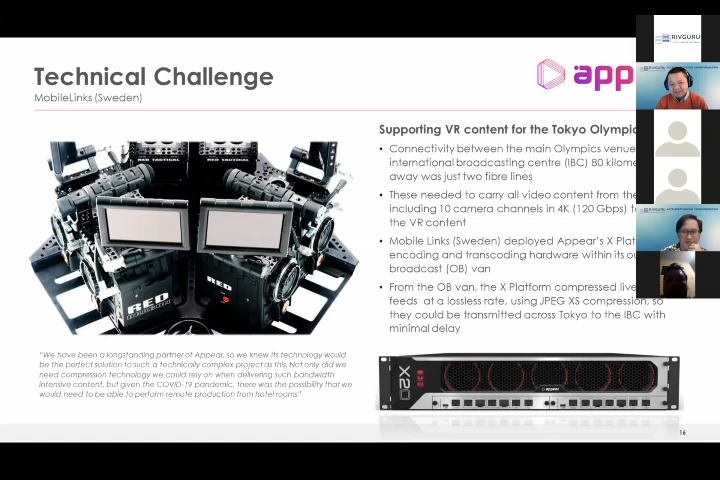 Technical Challenge
MobileLinks (Sweden)
app
RIVGURU
Supporting VR content for the Tokyo Olympic
• Connectivity between the main Olympics venue
international broadcasting centre (IBC) 80 kilome
away was just two fibre lines
• These needed to carry all video content from the
including 10 camera channels in 4K (120 Gbps) t
the VR content
• Mobile Links (Sweden) deployed Appear's X Plat
encoding and transcoding hardware within its ou
broadcast (OB) van
• From the OB van, the X Platform compressed live
feeds at a lossless rate, using JPEG XS compression, so
they could be transmitted across Tokyo to the IBC with
minimal delay
RED TACTICAL
RED TACTICAL
RED
RED
"We have been a longstanding partner of Appear, so we knew its technology would
be the perfect solution to such a technically complex project as this. Not only did we
need compression technology we could rely on when delivering such bandwidth
intensive content, but given the COVID-19 pandemic, there was the possibility that we
would need to be able to perform remote production from hotel rooms"
X20
appear
16